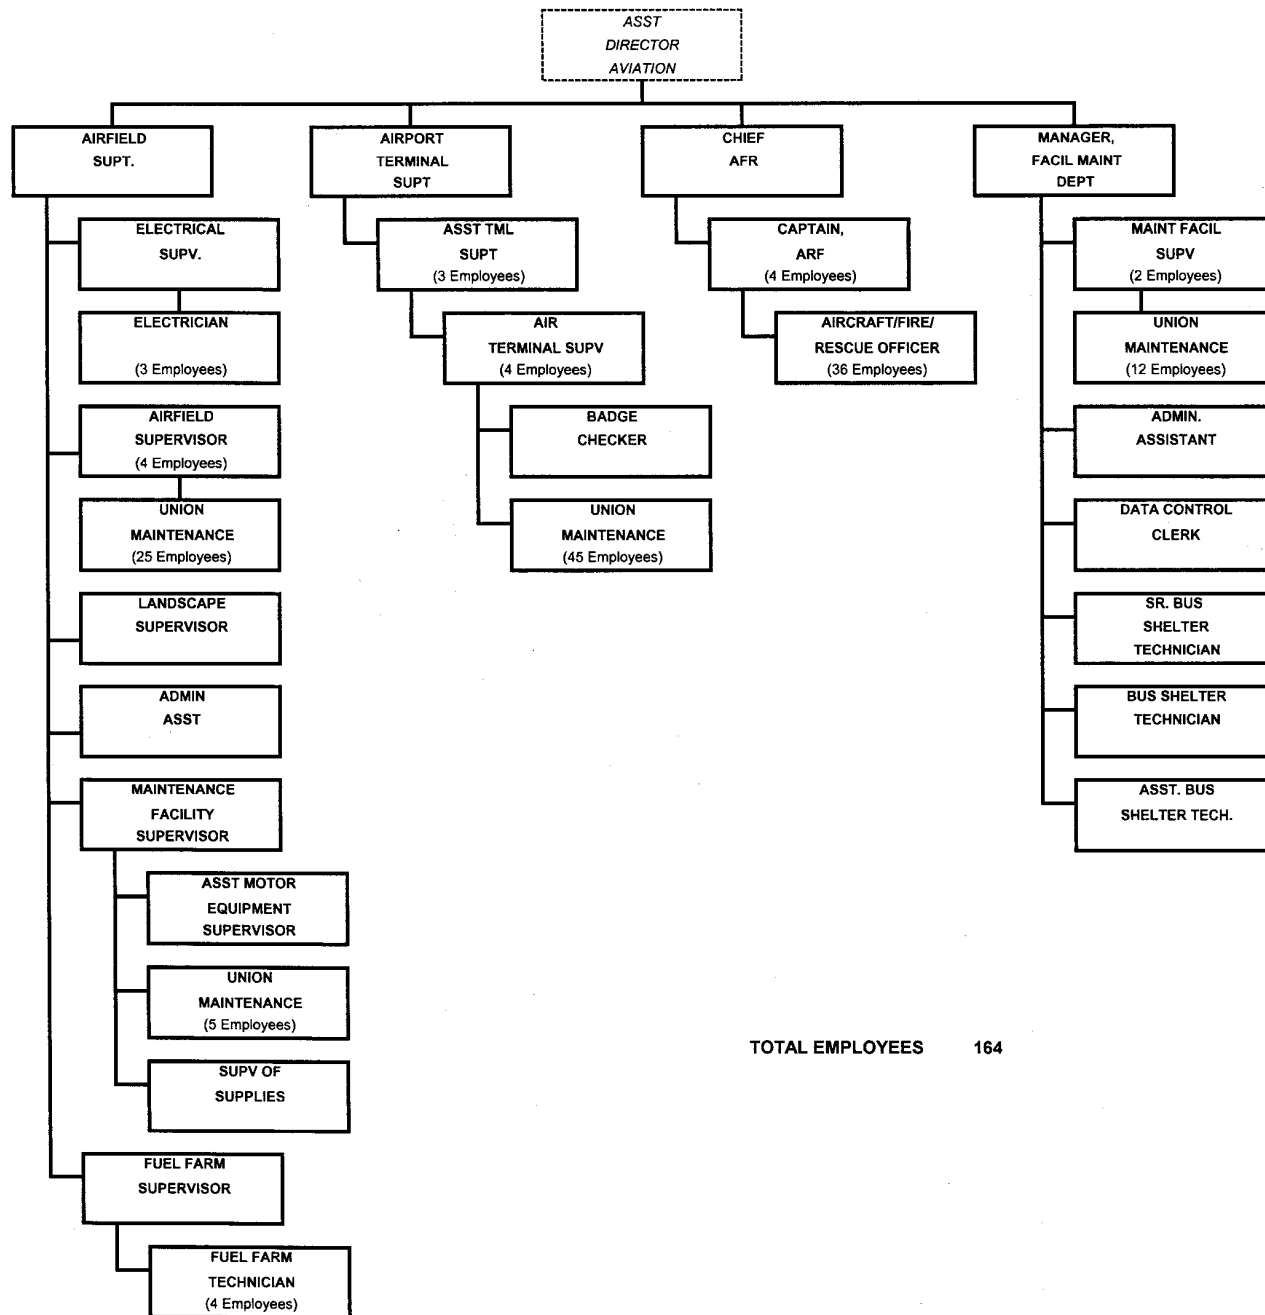 ASST
DIRECTOR
AVIATION
AIRFIELD
SUPT.
ELECTRICAL
SUPV.
ELECTRICIAN
(3 Employees)
AIRFIELD
SUPERVISOR
(4 Employees)
UNION
MAINTENANCE
(25 Employees)
LANDSCAPE
SUPERVISOR
ADMIN
ASST
MAINTENANCE
FACILITY
SUPERVISOR
ASST MOTOR
EQUIPMENT
SUPERVISOR
UNION
MAINTENANCE
(5 Employees)
SUPV OF
SUPPLIES
FUEL FARM
SUPERVISOR
FUEL FARM
TECHNICIAN
(4 Employees)
AIRPORT
TERMINAL
SUPT
ASST TML
SUPT
(3 Employees)
AIR
TERMINAL SUPV
(4 Employees)
BADGE
CHECKER
UNION
MAINTENANCE
(45 Employees)
CHIEF
AFR
CAPTAIN,
ARF
(4 Employees)
AIRCRAFT/FIRE/
RESCUE OFFICER
(36 Employees)
MANAGER,
FACIL MAINT
DEPT
MAINT FACIL
SUPV
(2 Employees)
UNION
MAINTENANCE
(12 Employees)
ADMIN.
ASSISTANT
DATA CONTROL
CLERK
SR. BUS
SHELTER
TECHNICIAN
BUS SHELTER
TECHNICIAN
ASST. BUS
SHELTER TECH.
TOTAL EMPLOYEES 164